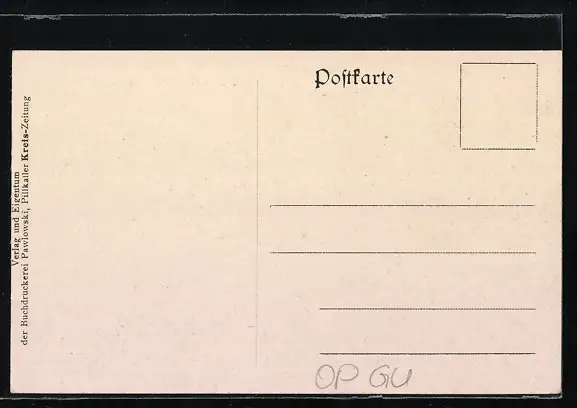 Postkarte
Verlag und Eigentum
der Buchdruckerei Pawlowski, Pillkaller Kreis-Zeitung
OP GU